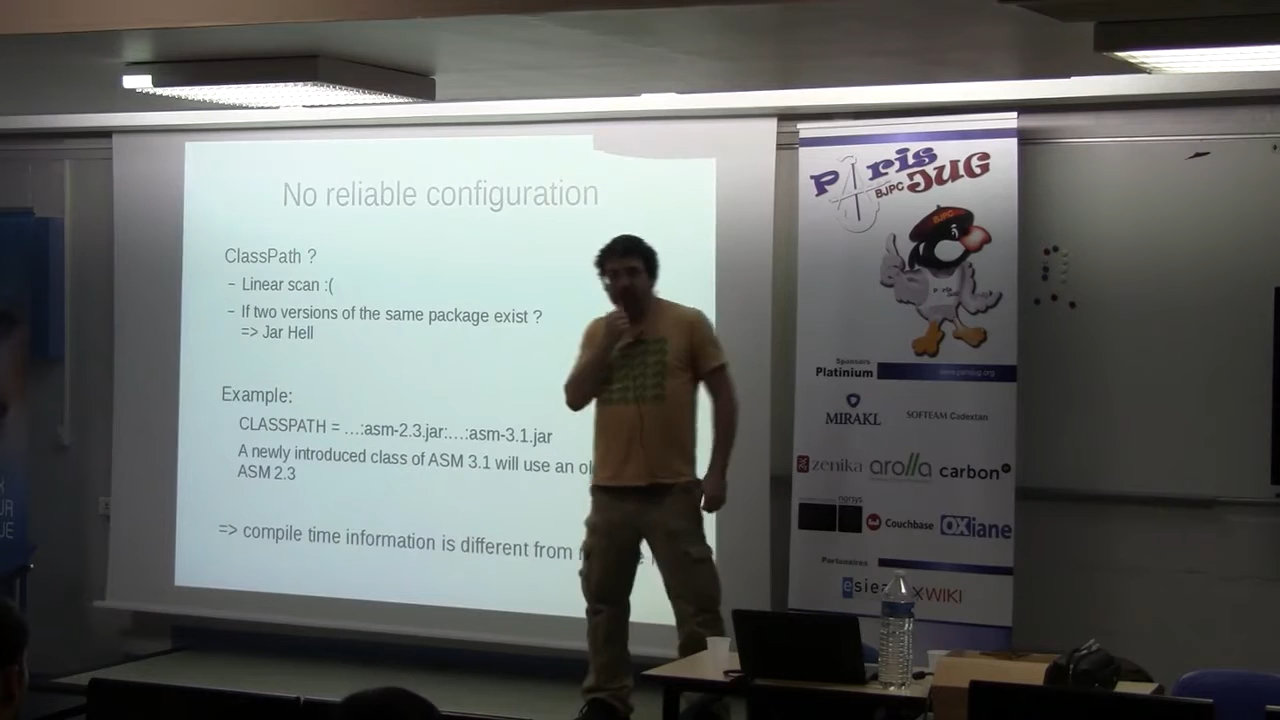 No reliable configuration
ClassPath ?
– Linear scan :(
– If two versions of the same package exist ?
=> Jar Hell
Example:
CLASSPATH = ...:asm-2.3.jar:...:asm-3.1.jar
A newly introduced class of ASM 3.1 will use an
ASM 2.3
=> compile time information is different from
Paris
BJPC JUG
BJPC
Sponsors
Platinium
www.parisjug.org
MIRAKL
SOFTEAM Cadextan
zenika arolla carbon
norsys
Couchbase OXiane
Partenaires
esiea XWIKI